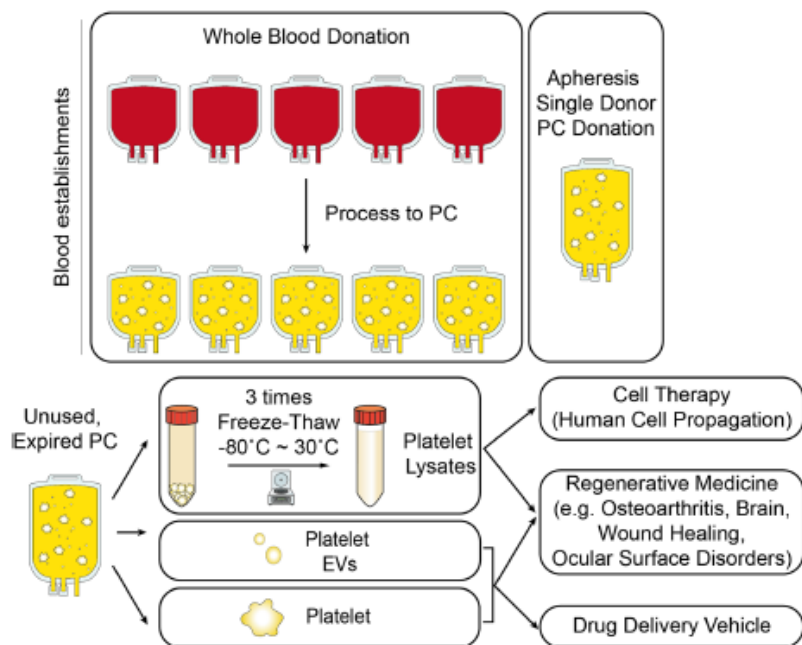 Blood establishments
Whole Blood Donation
Process to PC
Apheresis
Single Donor
PC Donation
Unused,
Expired PC
3 times
Freeze-Thaw
-80°C ~ 30°C
Platelet
Lysates
Platelet
EVs
Platelet
Cell Therapy
(Human Cell Propagation)
Regenerative Medicine
(e.g. Osteoarthritis, Brain,
Wound Healing,
Ocular Surface Disorders)
Drug Delivery Vehicle